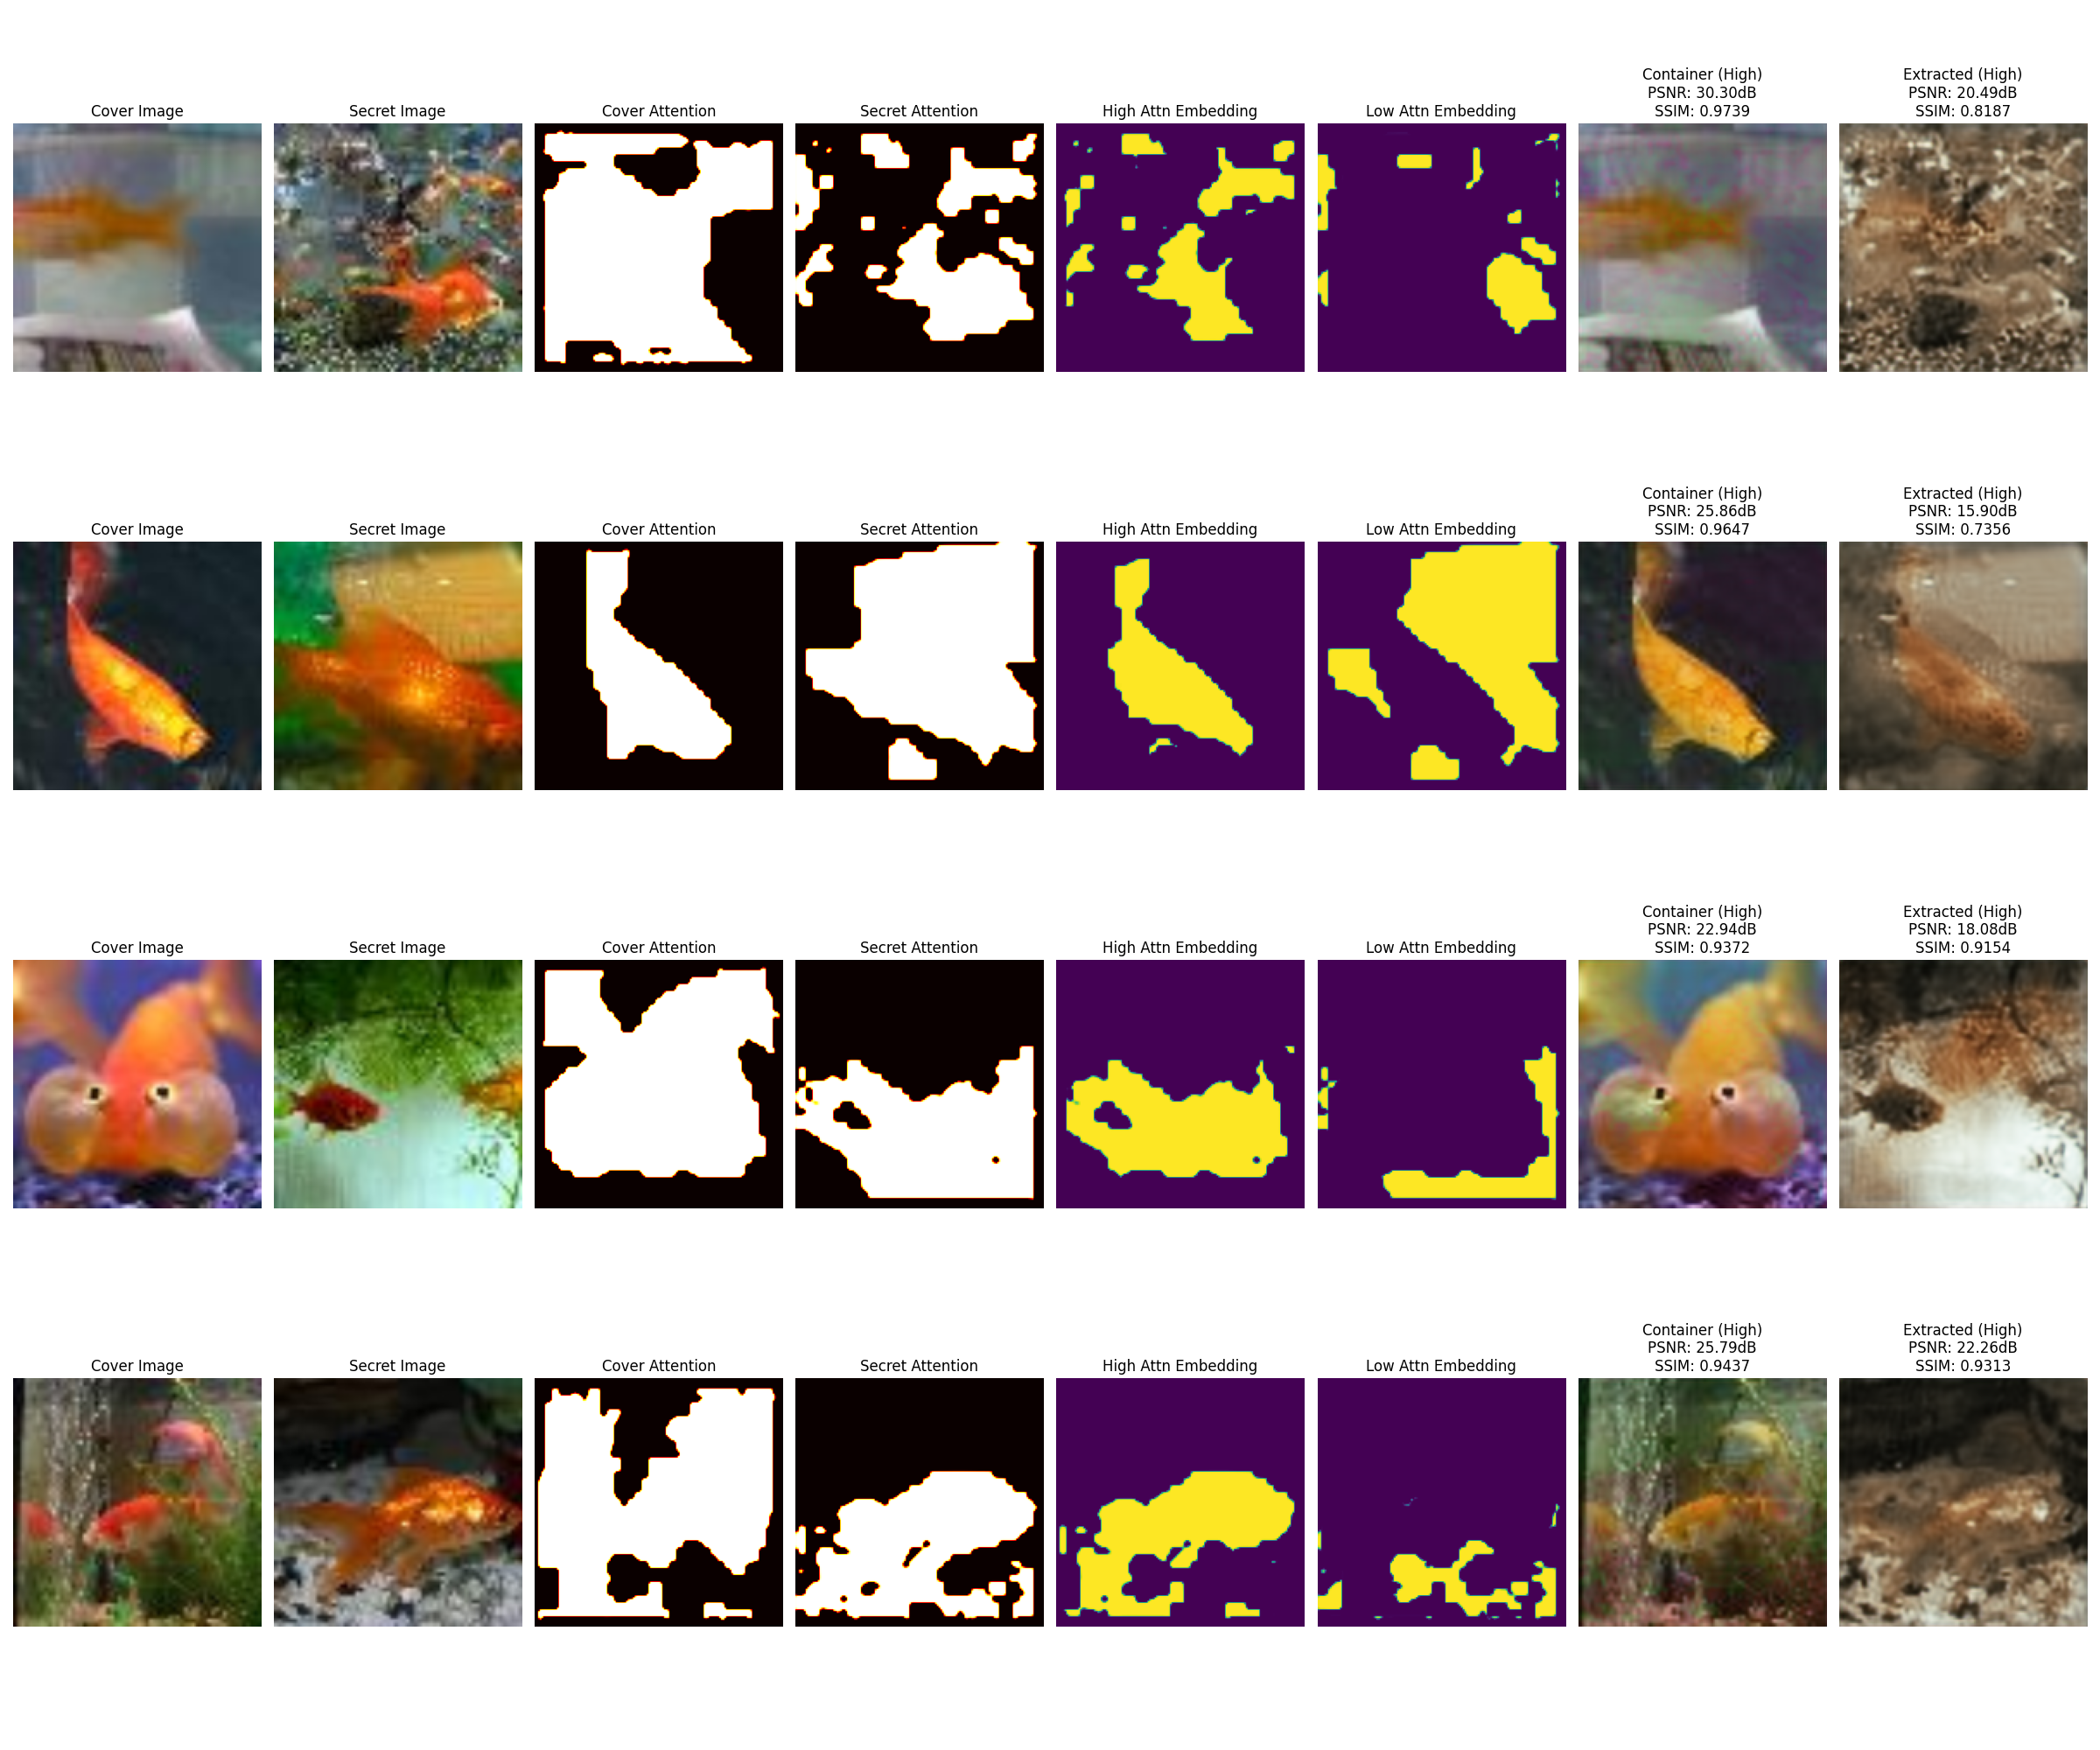 Cover Image
Secret Image
Cover Attention
Secret Attention
High Attn Embedding
Low Attn Embedding
Container (High)
PSNR: 30.30dB
SSIM: 0.9739
Extracted (High)
PSNR: 20.49dB
SSIM: 0.8187
Cover Image
Secret Image
Cover Attention
Secret Attention
High Attn Embedding
Low Attn Embedding
Container (High)
PSNR: 25.86dB
SSIM: 0.9647
Extracted (High)
PSNR: 15.90dB
SSIM: 0.7356
Cover Image
Secret Image
Cover Attention
Secret Attention
High Attn Embedding
Low Attn Embedding
Container (High)
PSNR: 22.94dB
SSIM: 0.9372
Extracted (High)
PSNR: 18.08dB
SSIM: 0.9154
Cover Image
Secret Image
Cover Attention
Secret Attention
High Attn Embedding
Low Attn Embedding
Container (High)
PSNR: 25.79dB
SSIM: 0.9437
Extracted (High)
PSNR: 22.26dB
SSIM: 0.9313